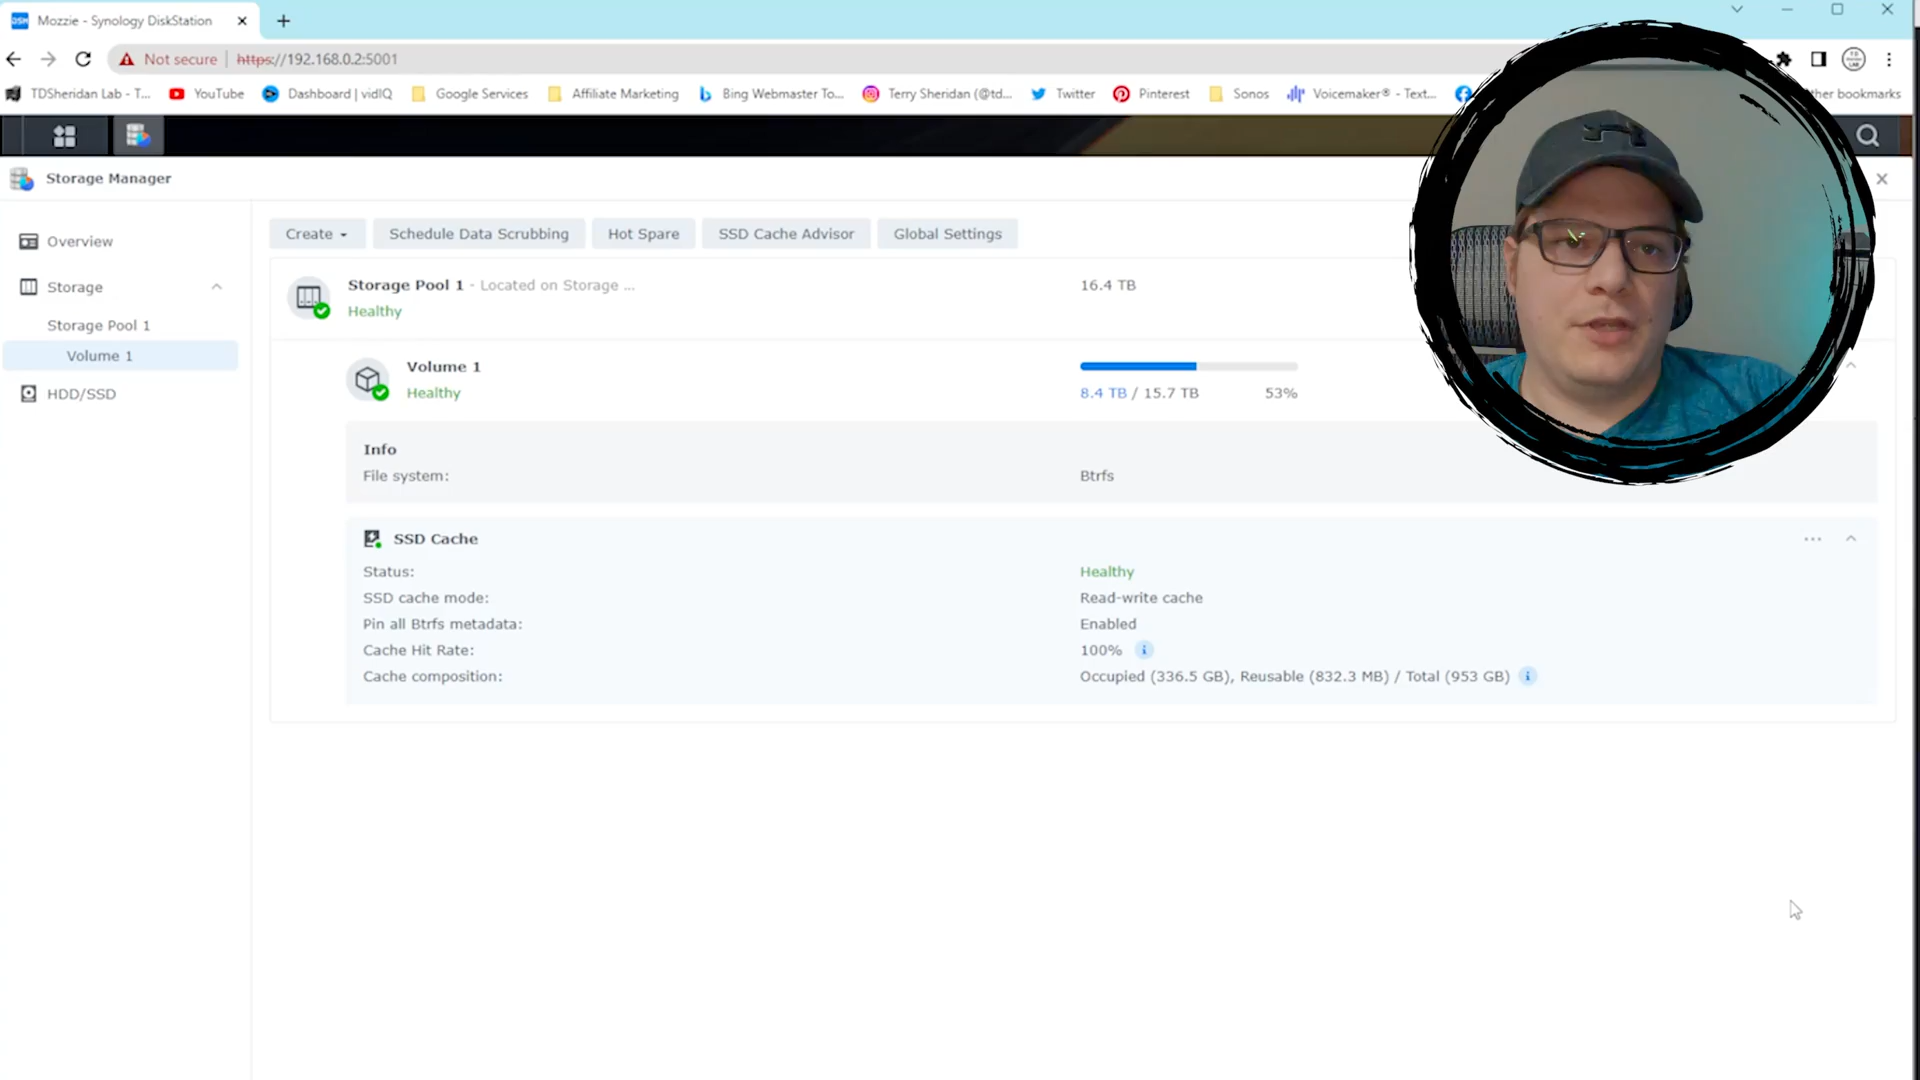 DSM Mozzie - Synology DiskStation
Not secure https://192.168.0.2:5001
TDSheridan Lab - T... YouTube Dashboard | vidIQ Google Services Affiliate Marketing Bing Webmaster To... Terry Sheridan (@td... Twitter Pinterest Sonos Voicemaker® - Text... ther bookmarks
Storage Manager
Overview
Storage
Storage Pool 1
Volume 1
HDD/SSD
Create Schedule Data Scrubbing Hot Spare SSD Cache Advisor Global Settings
Storage Pool 1 - Located on Storage ... 16.4 TB
Healthy
Volume 1
Healthy 8.4 TB / 15.7 TB 53%
Info
File system: Btrfs
SSD Cache
Status: Healthy
SSD cache mode: Read-write cache
Pin all Btrfs metadata: Enabled
Cache Hit Rate: 100%
Cache composition: Occupied (336.5 GB), Reusable (832.3 MB) / Total (953 GB)